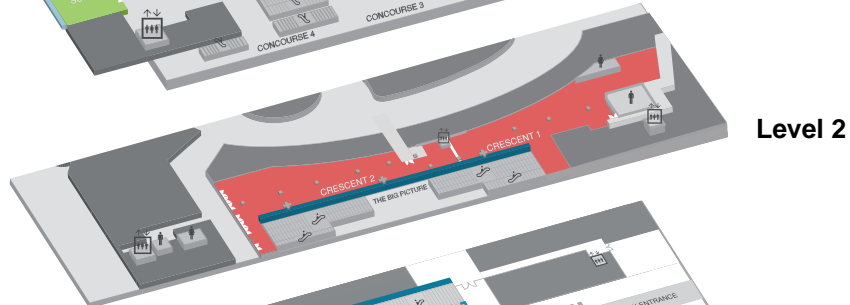 CONCOURSE 3
CONCOURSE 4
Level 2
CRESCENT 1
CRESCENT 2
THE BIG PICTURE
ENTRANCE